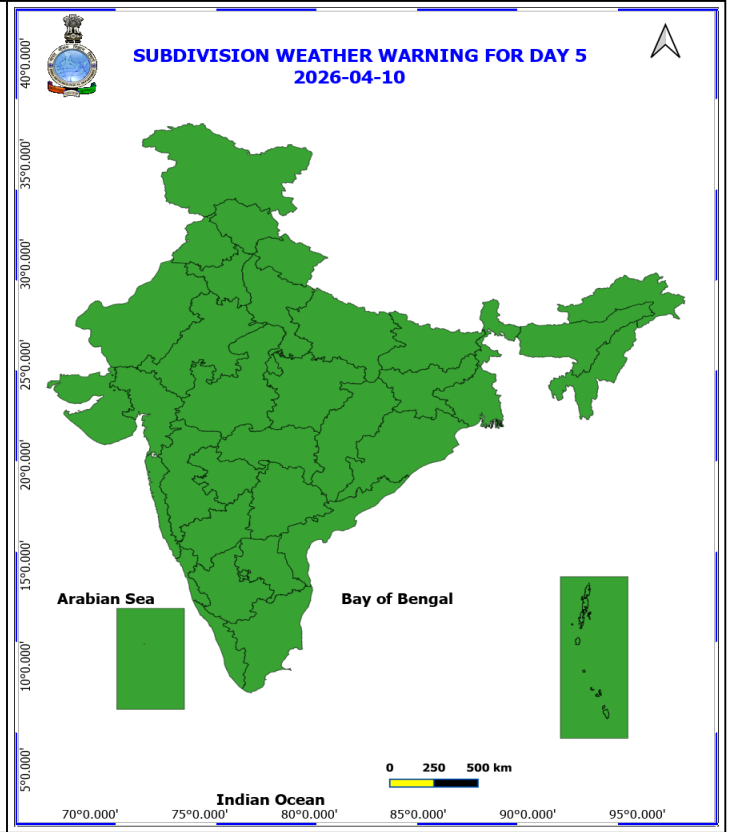 SUBDIVISION WEATHER WARNING FOR DAY 5
2026-04-10
40°0.000'
35°0.000'
30°0.000'
25°0.000'
20°0.000'
15°0.000'
10°0.000'
5°0.000'
Arabian Sea
Bay of Bengal
0 250 500 km
Indian Ocean
70°0.000' 75°0.000' 80°0.000' 85°0.000' 90°0.000' 95°0.000'